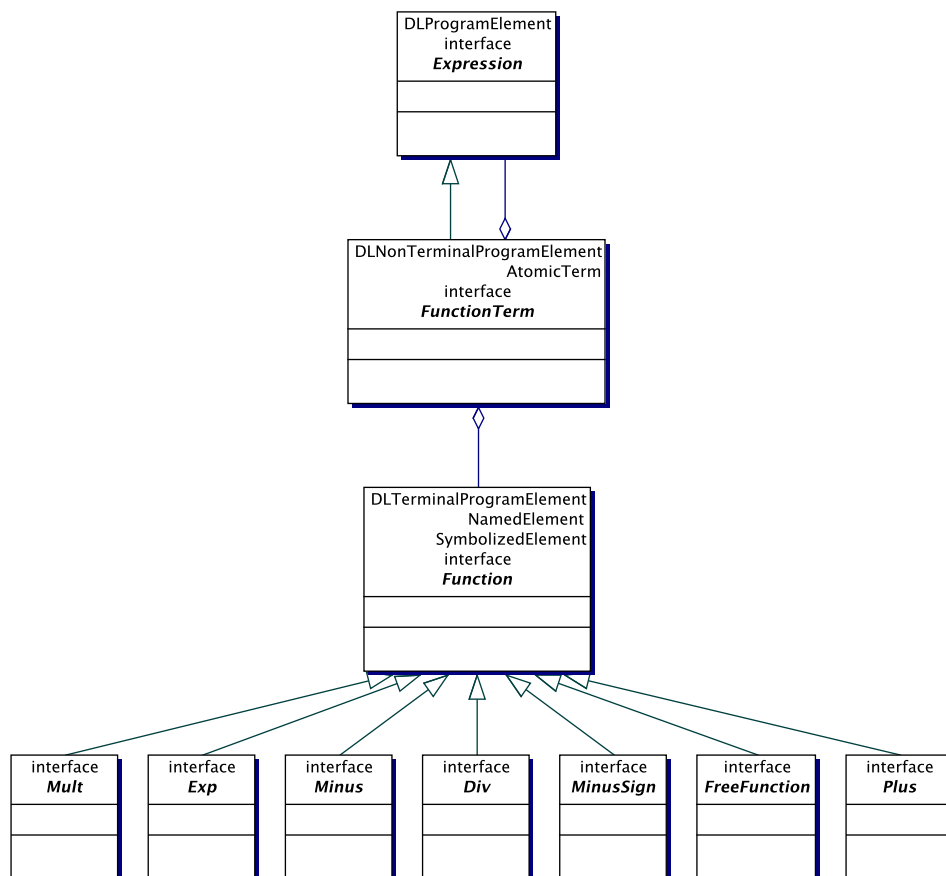 DLProgramElement
interface
Expression
DLNonTerminalProgramElement
AtomicTerm
interface
FunctionTerm
DLTerminalProgramElement
NamedElement
SymbolizedElement
interface
Function
interface
Mult
interface
Exp
interface
Minus
interface
Div
interface
MinusSign
interface
FreeFunction
interface
Plus